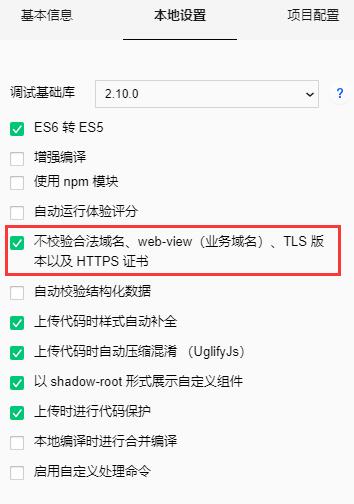 基本信息 本地设置 项目配置
调试基础库 2.10.0 ?
ES6 转 ES5
增强编译
使用 npm 模块
自动运行体验评分
不校验合法域名、web-view（业务域名）、TLS 版
本以及 HTTPS 证书
自动校验结构化数据
上传代码时样式自动补全
上传代码时自动压缩混淆 （UglifyJs）
以 shadow-root 形式展示自定义组件
上传时进行代码保护
本地编译时进行合并编译
启用自定义处理命令